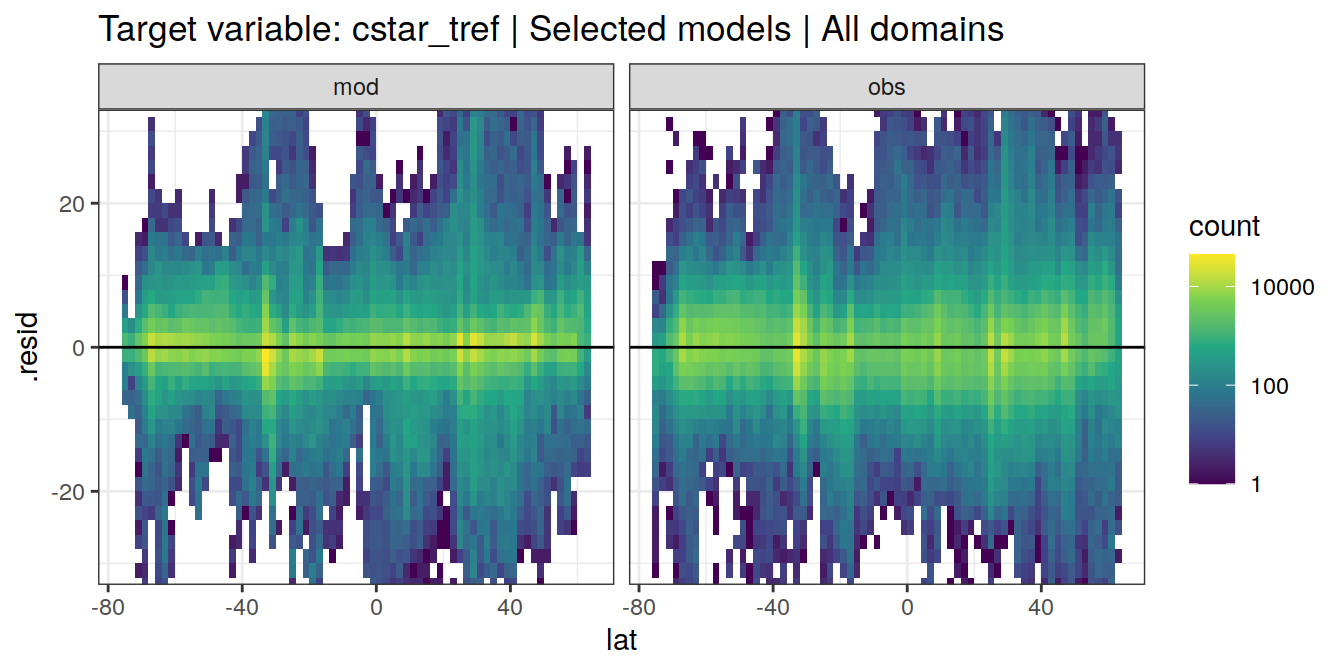 Target variable: cstar_tref | Selected models | All domains
mod
obs
.resid
20
0
-20
-80
-40
0
40
-80
-40
0
40
lat
count
10000
100
1